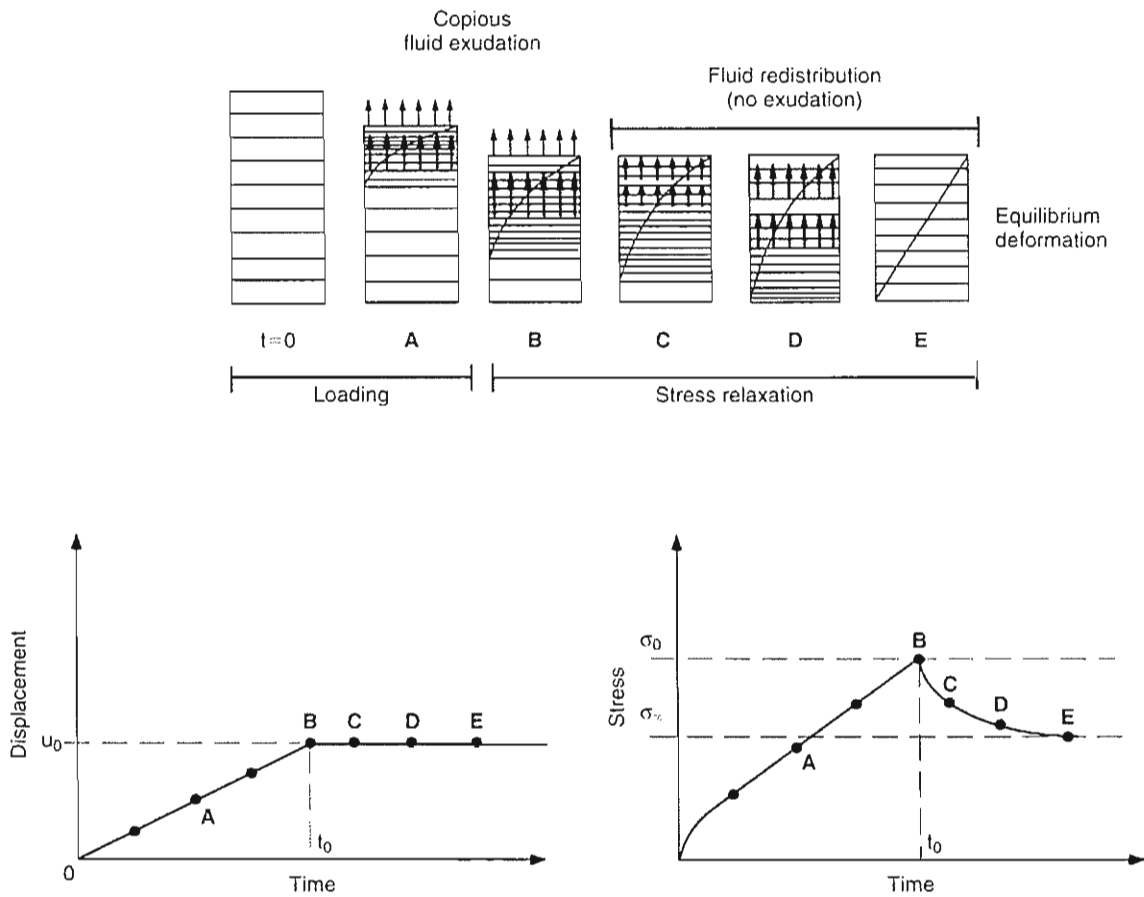 Copious
fluid exudation
Fluid redistribution
(no exudation)
Equilibrium
deformation
t=0
A
B
C
D
E
Loading
Stress relaxation
Displacement
u₀
B
C
D
E
A
t₀
0
Time
Stress
σ₀
σ∞
B
C
D
E
A
t₀
Time